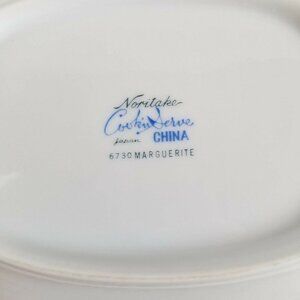 Noritake
Cook'n Serve
JAPAN CHINA
6730 MARGUERITE